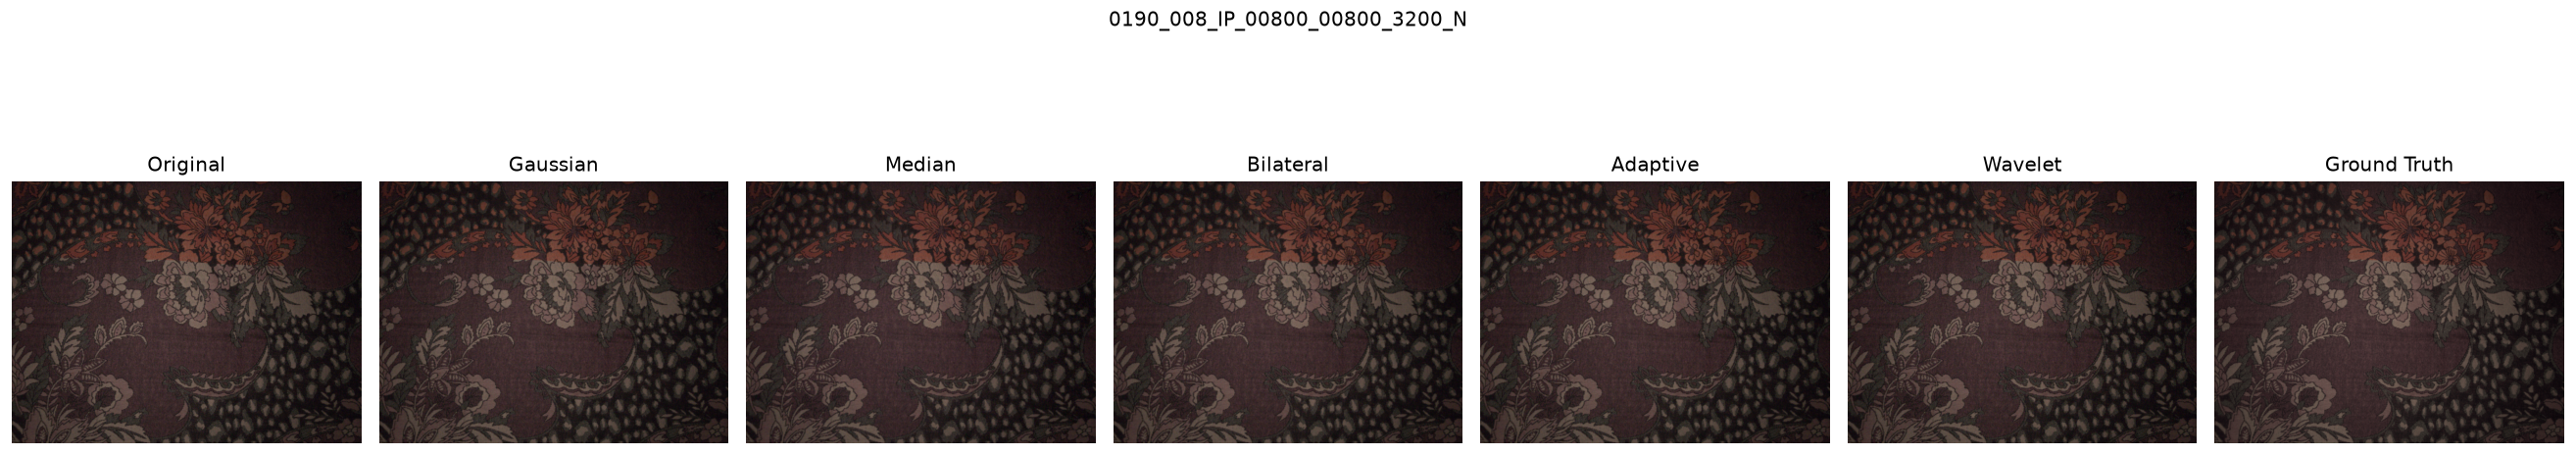 0190_008_IP_00800_00800_3200_N
Original Gaussian Median Bilateral Adaptive Wavelet Ground Truth